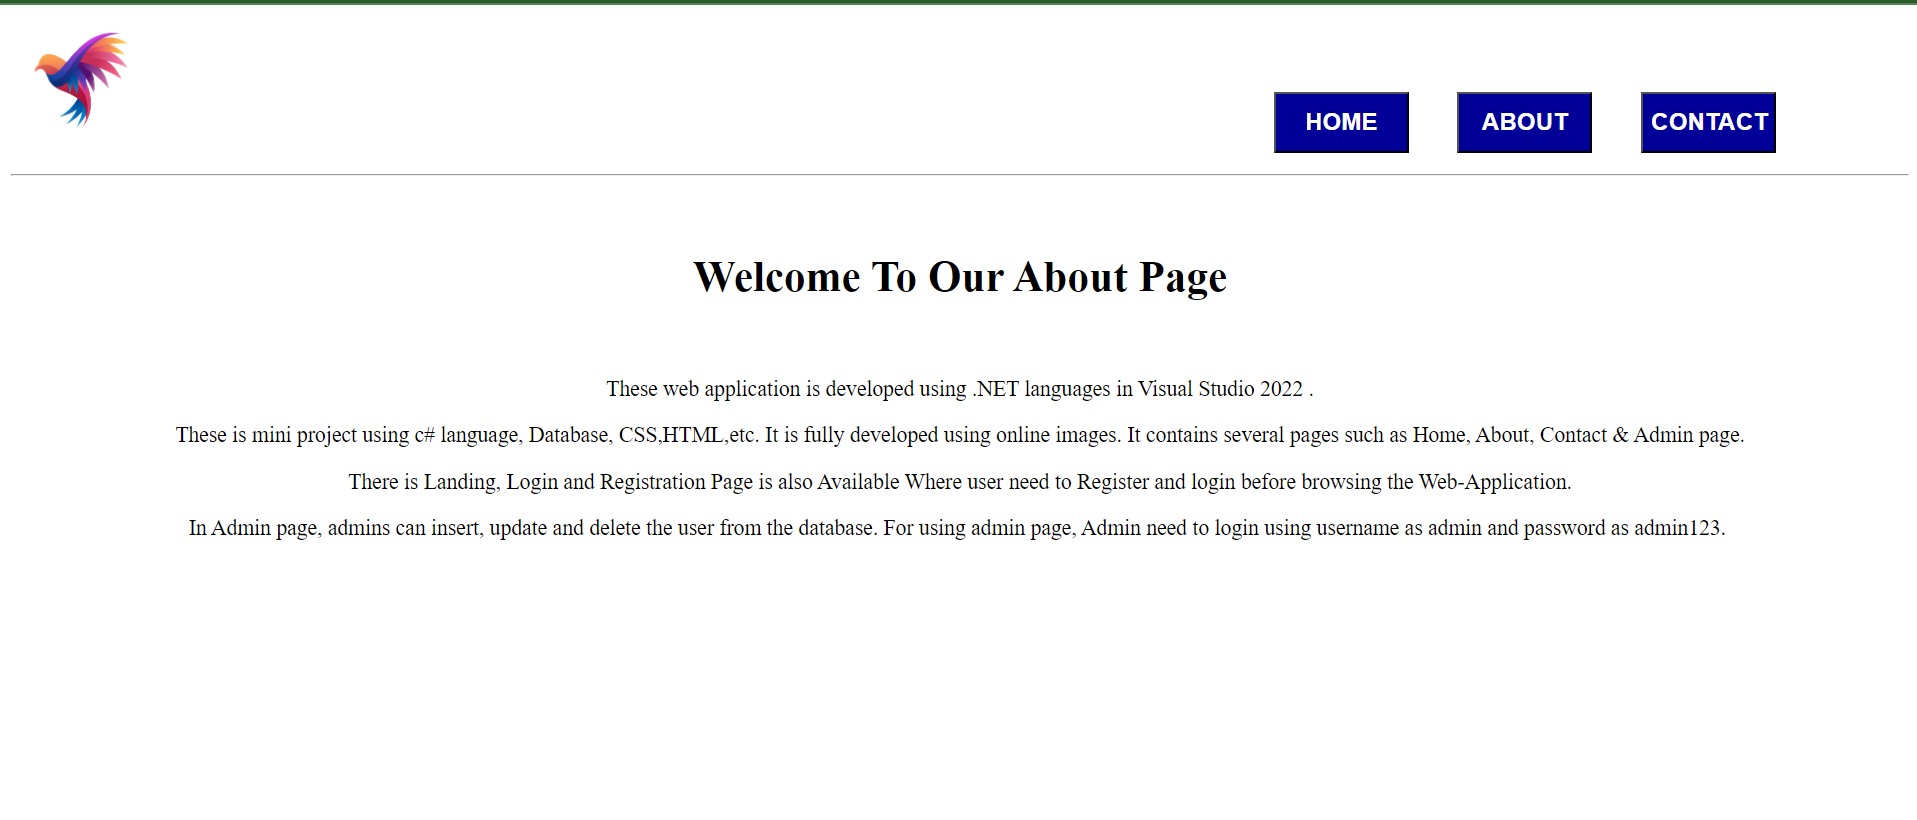 HOME ABOUT CONTACT
Welcome To Our About Page
These web application is developed using .NET languages in Visual Studio 2022 .
These is mini project using c# language, Database, CSS,HTML,etc. It is fully developed using online images. It contains several pages such as Home, About, Contact & Admin page.
There is Landing, Login and Registration Page is also Available Where user need to Register and login before browsing the Web-Application.
In Admin page, admins can insert, update and delete the user from the database. For using admin page, Admin need to login using username as admin and password as admin123.